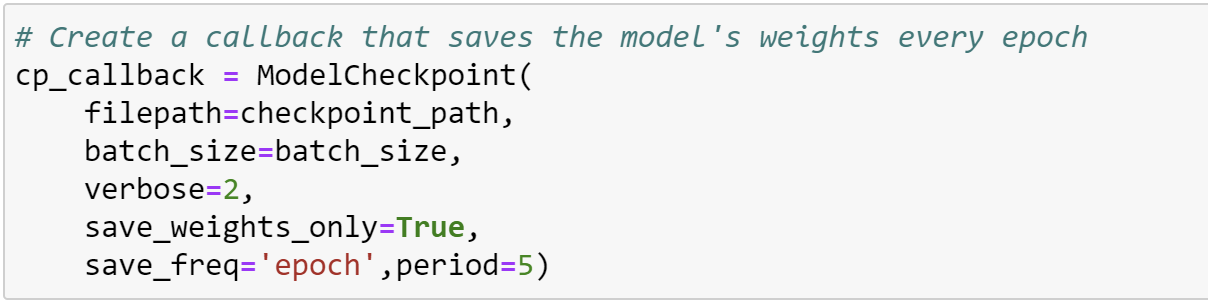 # Create a callback that saves the model's weights every epoch
cp_callback = ModelCheckpoint(
    filepath=checkpoint_path,
    batch_size=batch_size,
    verbose=2,
    save_weights_only=True,
    save_freq='epoch',period=5)